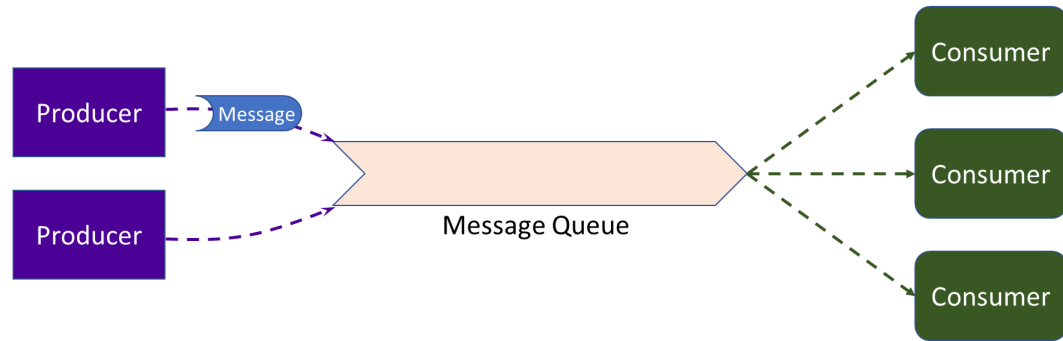 Producer
Message
Producer
Message Queue
Consumer
Consumer
Consumer